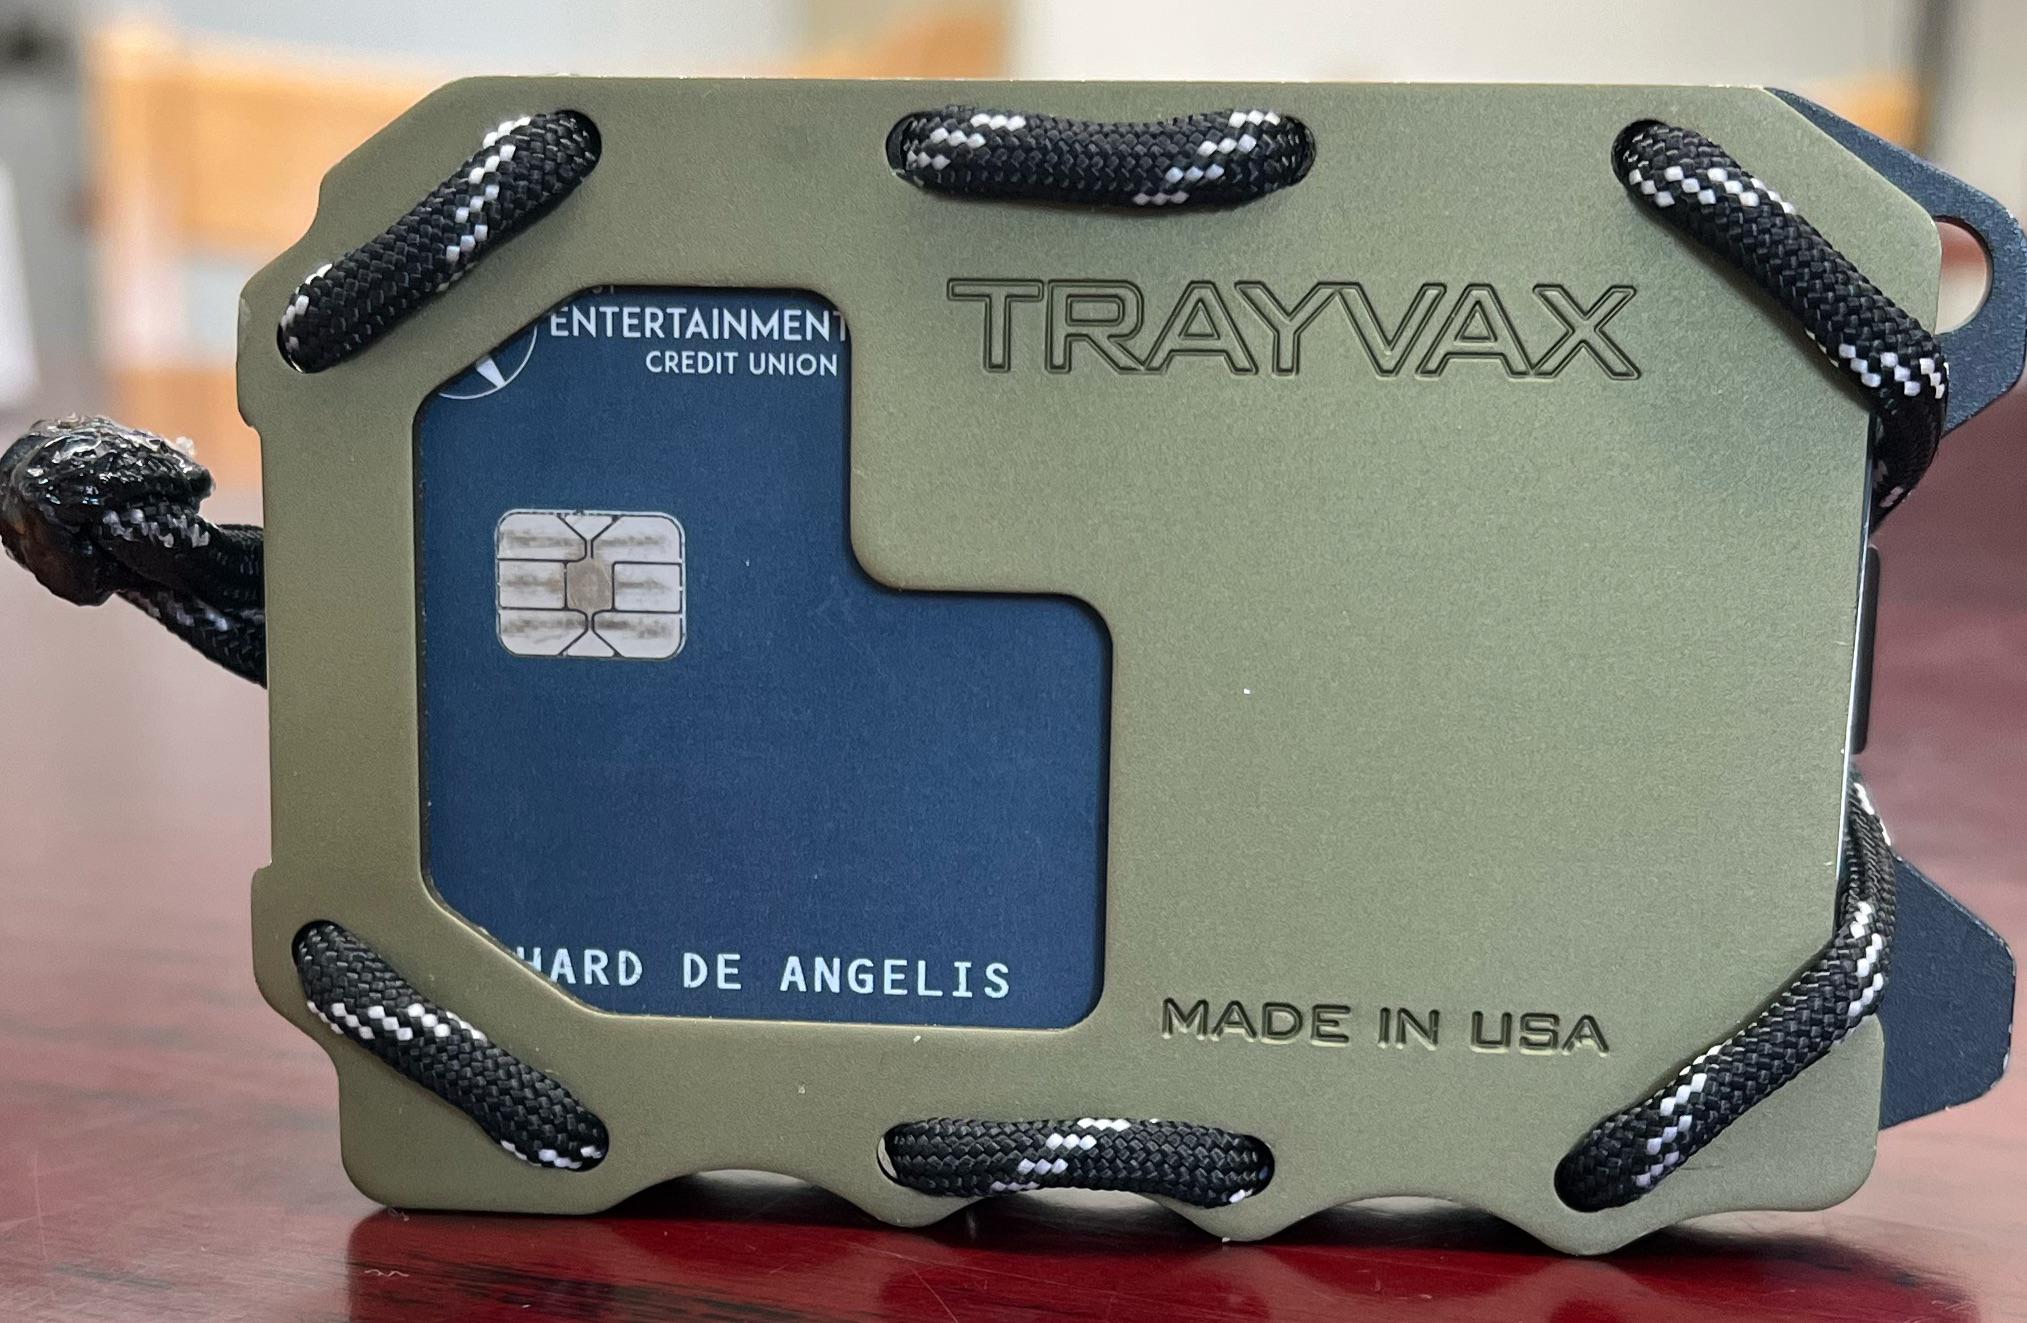 ENTERTAINMENT
CREDIT UNION
TRAYVAX
HARD DE ANGELIS
MADE IN USA